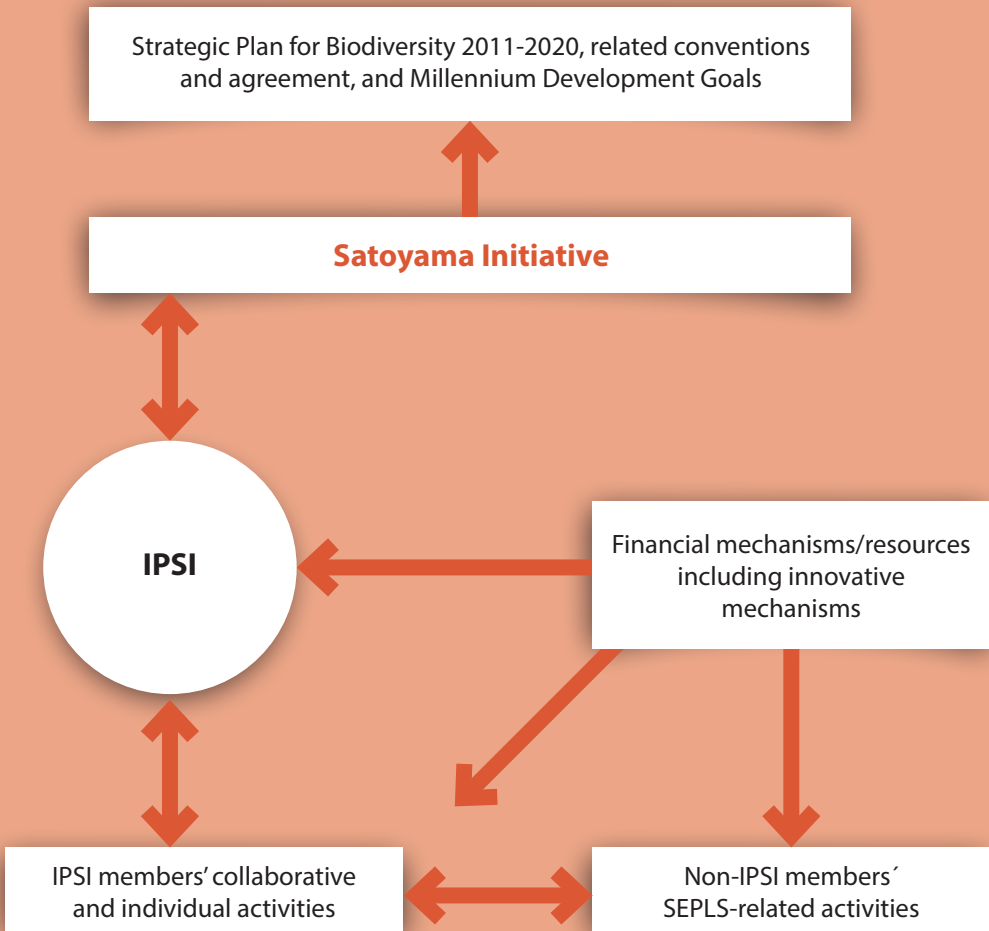 Strategic Plan for Biodiversity 2011-2020, related conventions
and agreement, and Millennium Development Goals
Satoyama Initiative
IPSI
Financial mechanisms/resources
including innovative
mechanisms
IPSI members’ collaborative
and individual activities
Non-IPSI members´
SEPLS-related activities